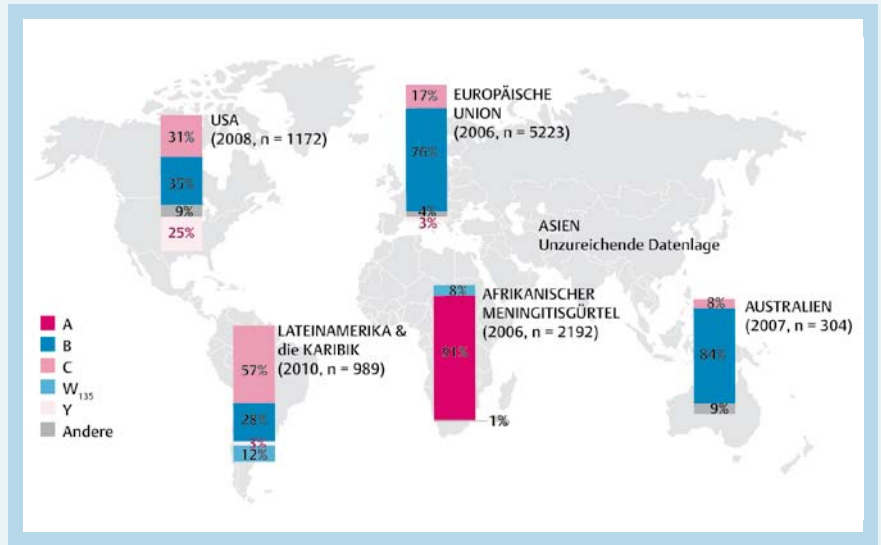 USA
(2008, n = 1172)
31%
35%
9%
25%
EUROPÄISCHE
UNION
(2006, n = 5223)
17%
76%
4%
3%
ASIEN
Unzureichende Datenlage
LATEINAMERIKA &
die KARIBIK
(2010, n = 989)
57%
28%
3%
12%
AFRIKANISCHER
MENINGITISGÜRTEL
(2006, n = 2192)
8%
91%
1%
AUSTRALIEN
(2007, n = 304)
8%
84%
9%
A
B
C
W135
Y
Andere